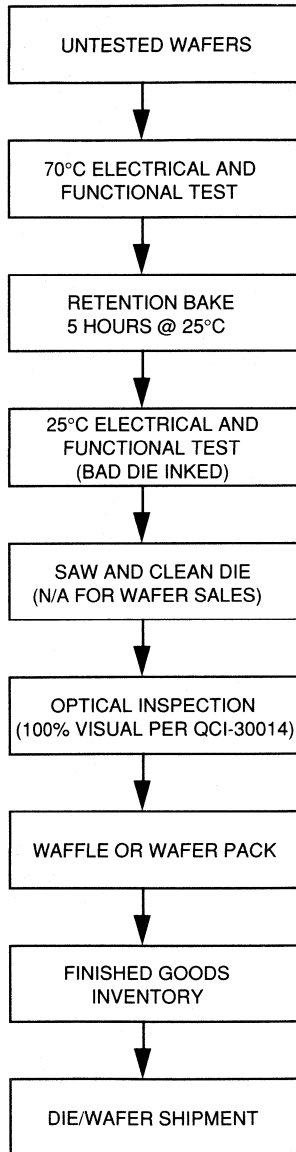 UNTESTED WAFERS
70°C ELECTRICAL AND
FUNCTIONAL TEST
RETENTION BAKE
5 HOURS @ 25°C
25°C ELECTRICAL AND
FUNCTIONAL TEST
(BAD DIE INKED)
SAW AND CLEAN DIE
(N/A FOR WAFER SALES)
OPTICAL INSPECTION
(100% VISUAL PER QCI-30014)
WAFFLE OR WAFER PACK
FINISHED GOODS
INVENTORY
DIE/WAFER SHIPMENT